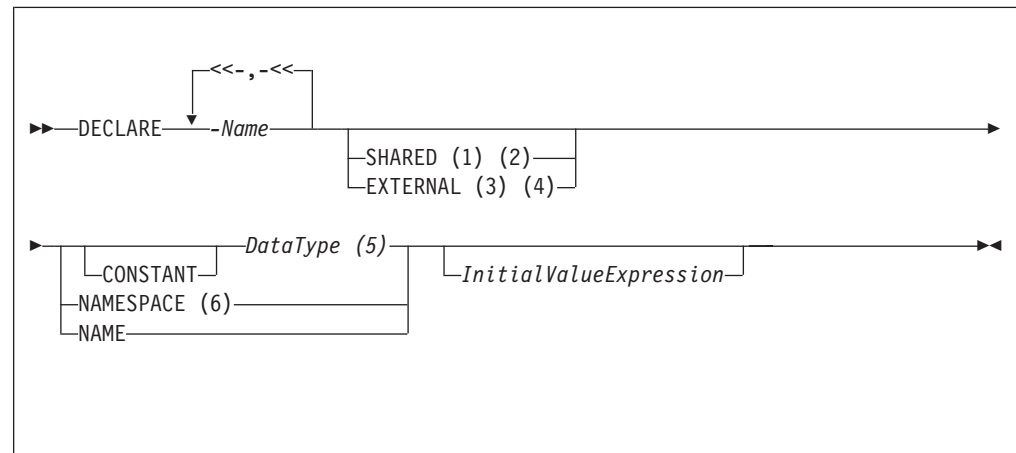 <<-,-<<
DECLARE -Name
SHARED (1) (2)
EXTERNAL (3) (4)
DataType (5)
CONSTANT InitialValueExpression
NAMESPACE (6)
NAME